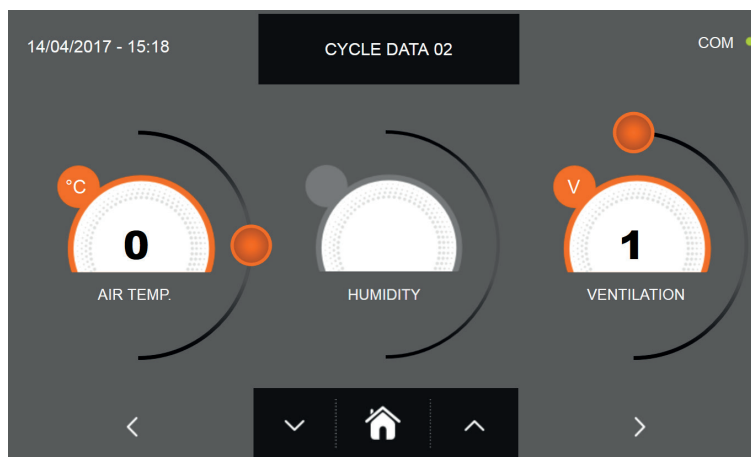 14/04/2017 - 15:18
CYCLE DATA 02
COM
°C
V
0
1
AIR TEMP.
HUMIDITY
VENTILATION